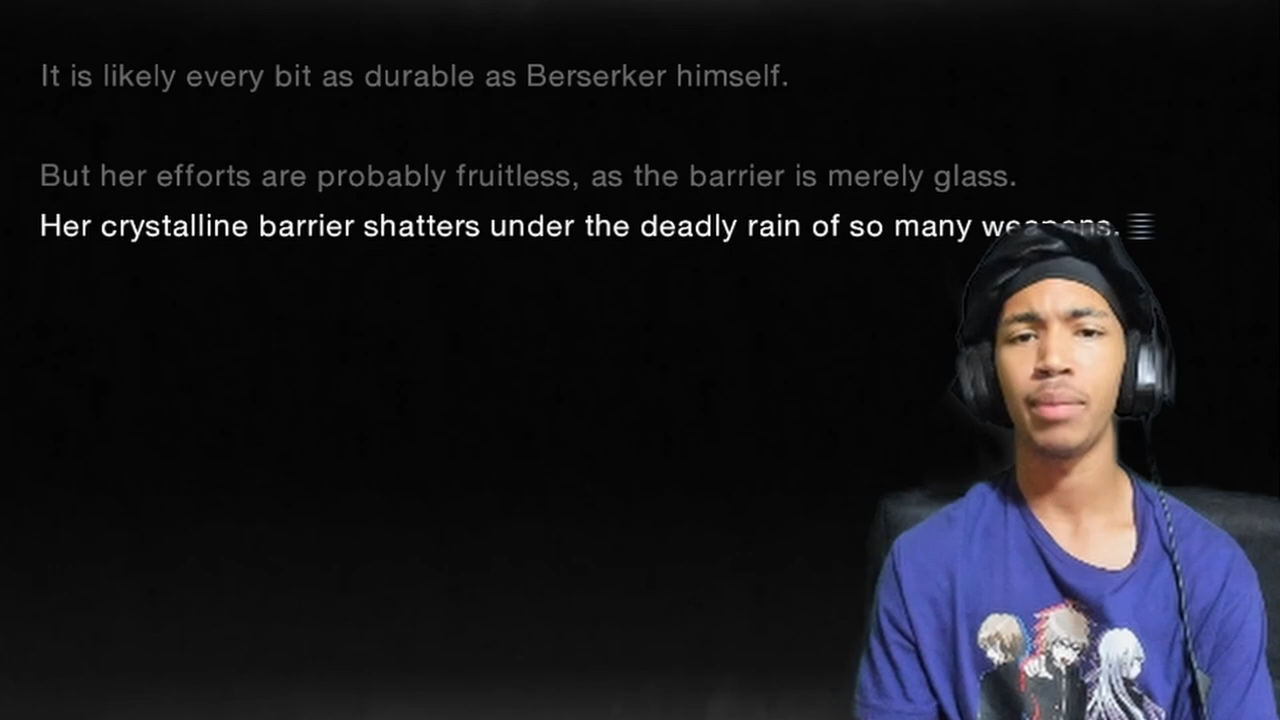 It is likely every bit as durable as Berserker himself.
But her efforts are probably fruitless, as the barrier is merely glass.
Her crystalline barrier shatters under the deadly rain of so many weapons.